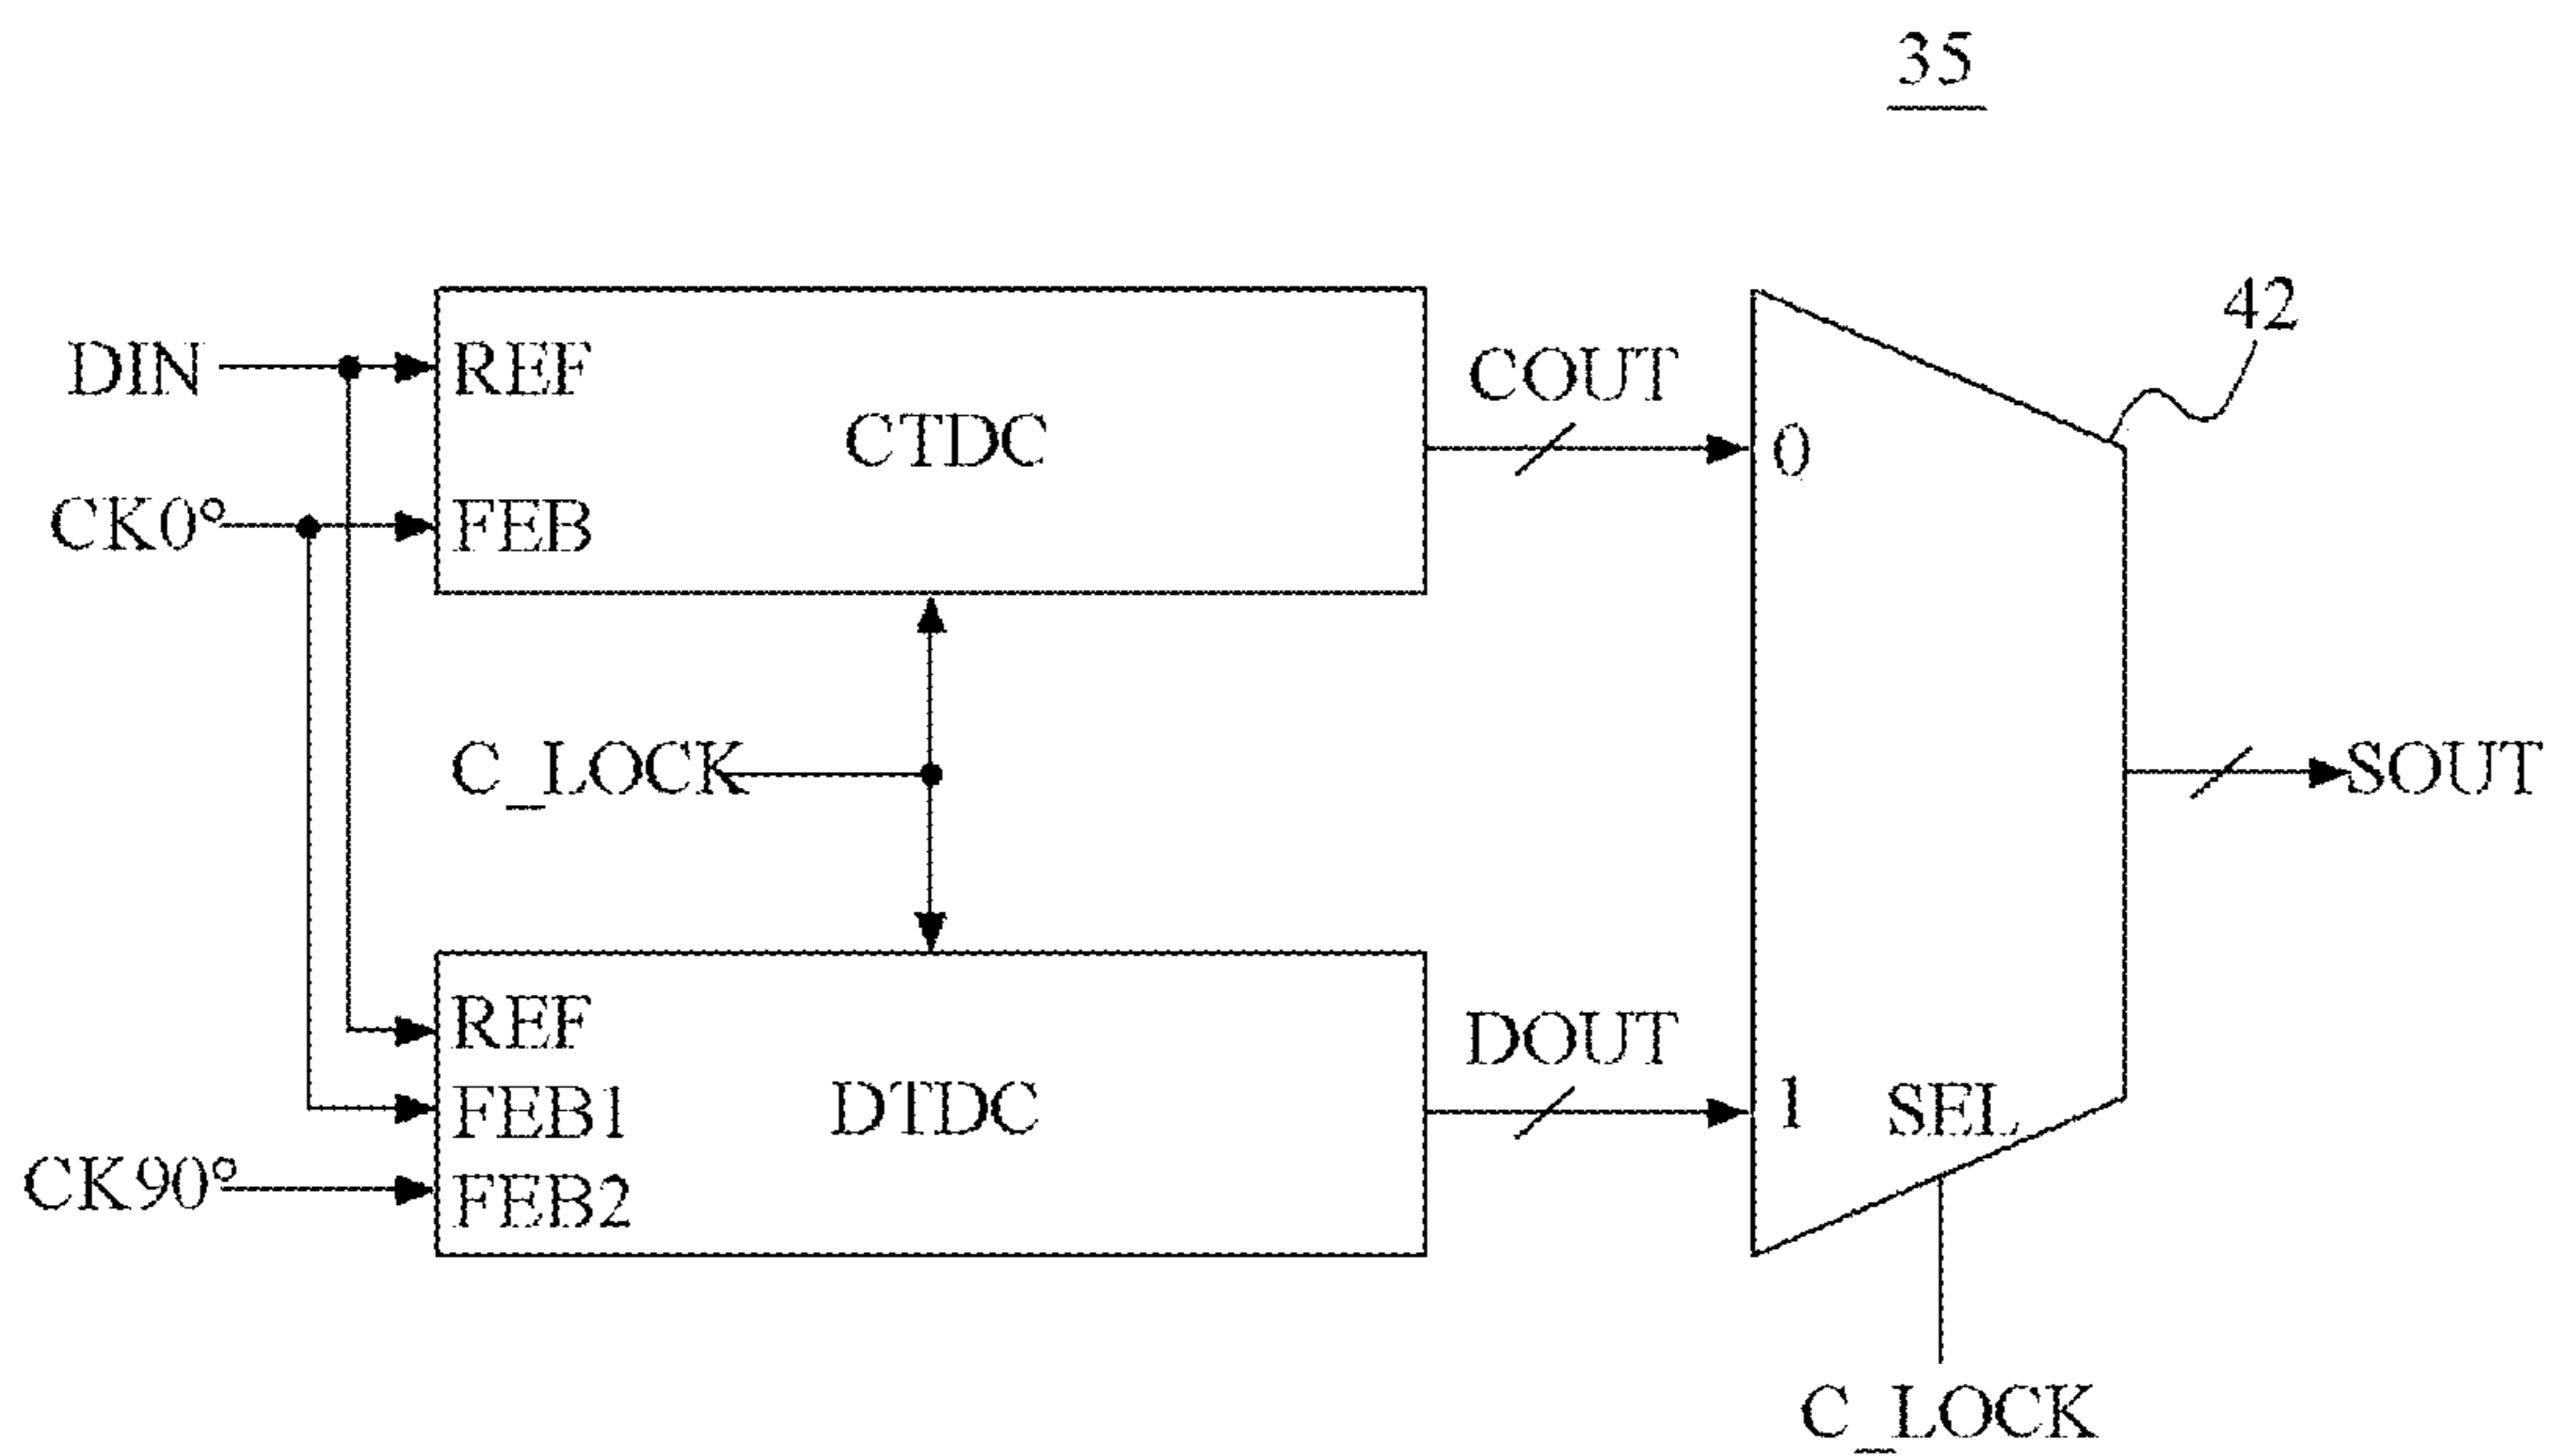 35
42
DIN
REF
CTDC
COUT
CK0°
FEB
0
C_LOCK
SOUT
REF
DTDC
DOUT
FEB1
1
SEL
CK90°
FEB2
C_LOCK